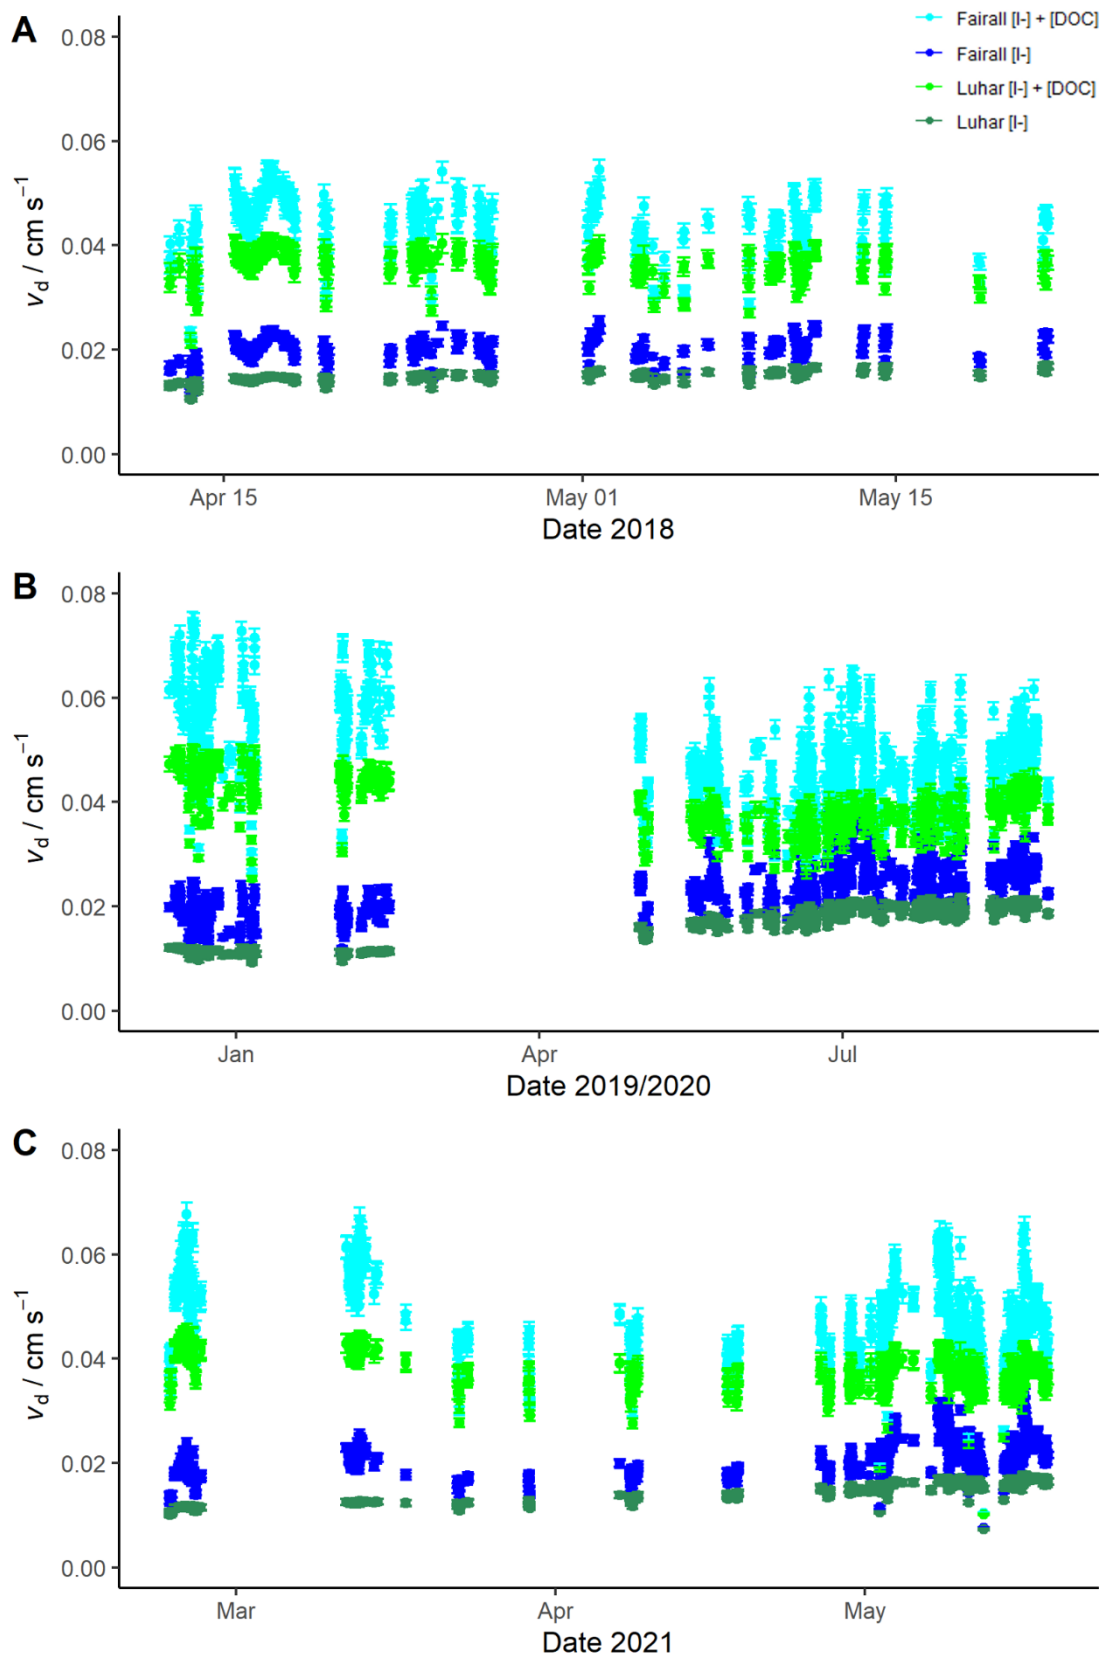 A
Fairall [I-] + [DOC]
Fairall [I-]
Luhar [I-] + [DOC]
Luhar [I-]
0.08
0.06
0.04
0.02
0.00
v_d / cm s⁻¹
Apr 15
May 01
May 15
Date 2018
B
0.08
0.06
0.04
0.02
0.00
v_d / cm s⁻¹
Jan
Apr
Jul
Date 2019/2020
C
0.08
0.06
0.04
0.02
0.00
v_d / cm s⁻¹
Mar
Apr
May
Date 2021